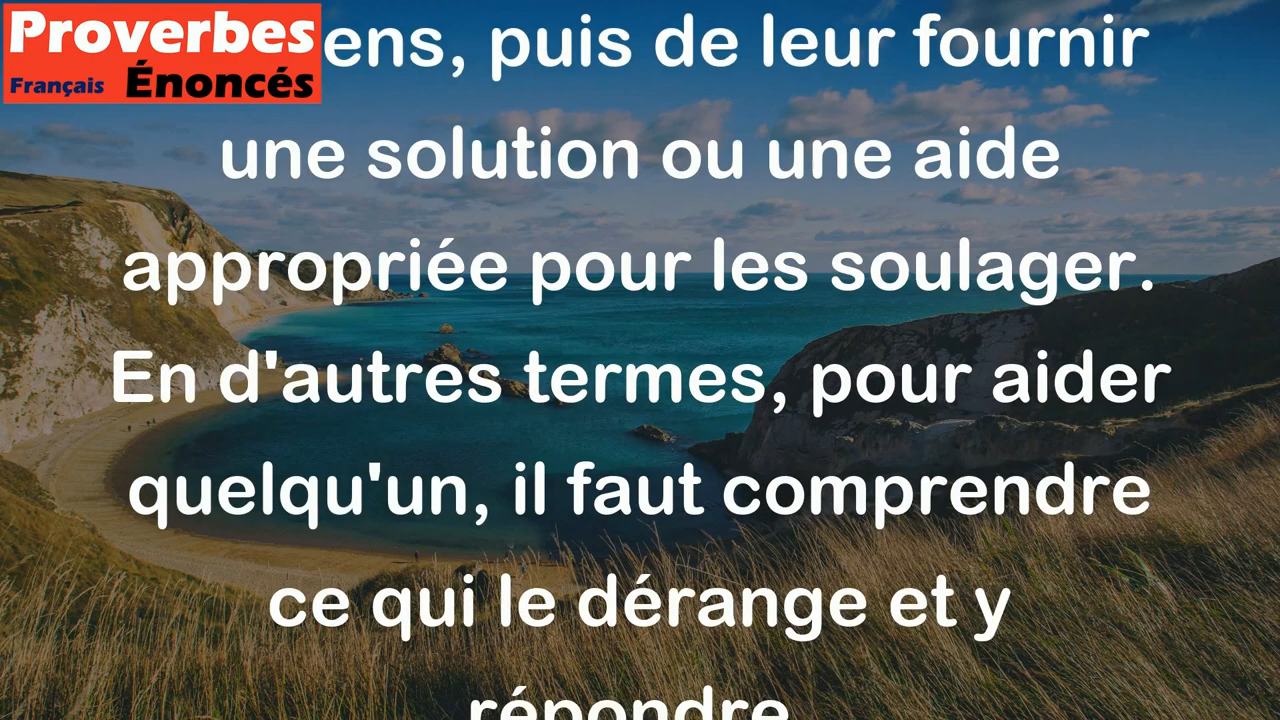 Proverbes
Français Énoncés
ens, puis de leur fournir
une solution ou une aide
appropriée pour les soulager.
En d'autres termes, pour aider
quelqu'un, il faut comprendre
ce qui le dérange et y
répondre